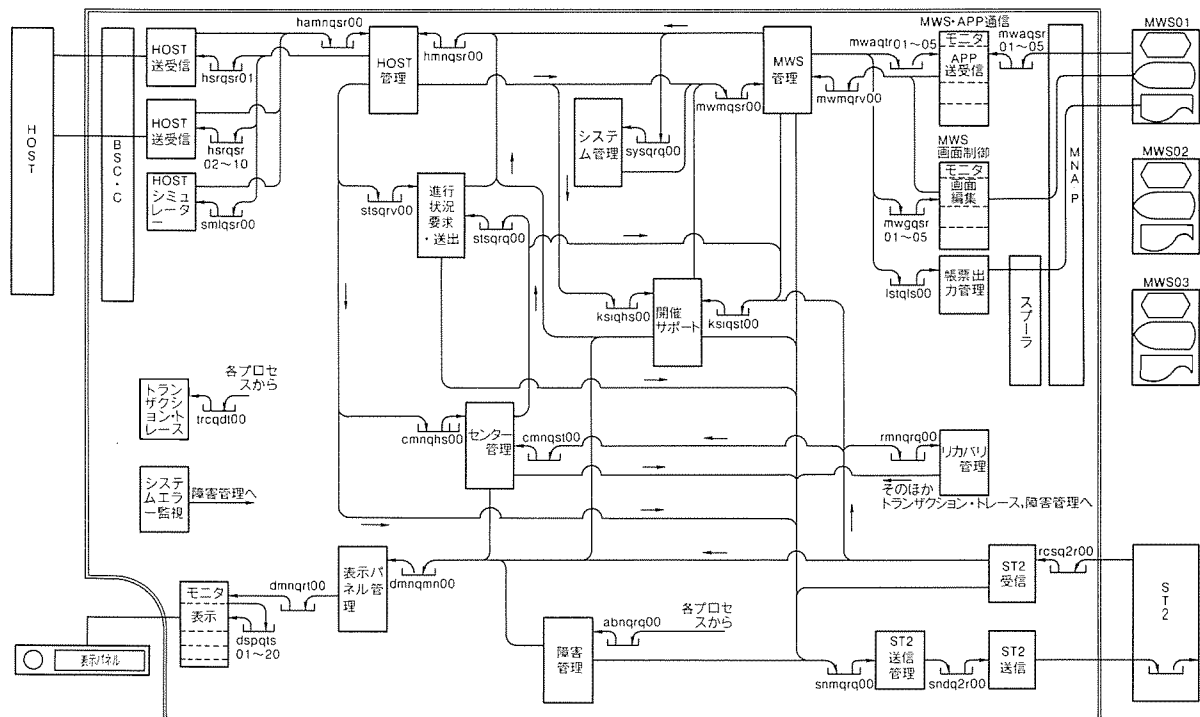 hamnqsr00
HOST
送受信
hsrqsr01
HOST
送受信
hsrqsr
02～10
HOST
シミュ
レータ
ー
smlqsr00
HOST
BSC・C
HOST
管理
hmnqsr00
MWS
管理
mwmqsr00
システ
ム管理
sysqrq00
MWS・APP通信
モニタ
APP
送受信
mwaqtr01～05
mwaqsr
01～05
mwmqrv00
MWS
画面制御
モニタ
画面
編集
mwgqsr
01～05
帳票出
力管理
lstqls00
スプーラ
MNAP
MWS01
MWS02
MWS03
stsqrv00
進行
状況
要求
・送出
stsqrq00
ksiqhs00
開催
サポート
ksiqst00
トラン
ザクシ
ョン・ト
レース
各プロセ
スから
trcqdt00
システ
ムエラ
ー監視
障害管理へ
cmnqhs00
センター
管理
cmnqst00
rmnqrq00
リカバリ
管理
そのほか
トランザクション・トレース,障害管理へ
表示パ
ネル管
理
dmnqmn00
dmnqrt00
モニタ
表示
dspqts
01～20
表示パネル
障害
管理
abnqrq00
各プロセ
スから
ST2
受信
rcsq2r00
ST2
snmqrq00
ST2
送信
管理
sndq2r00
ST2
送信